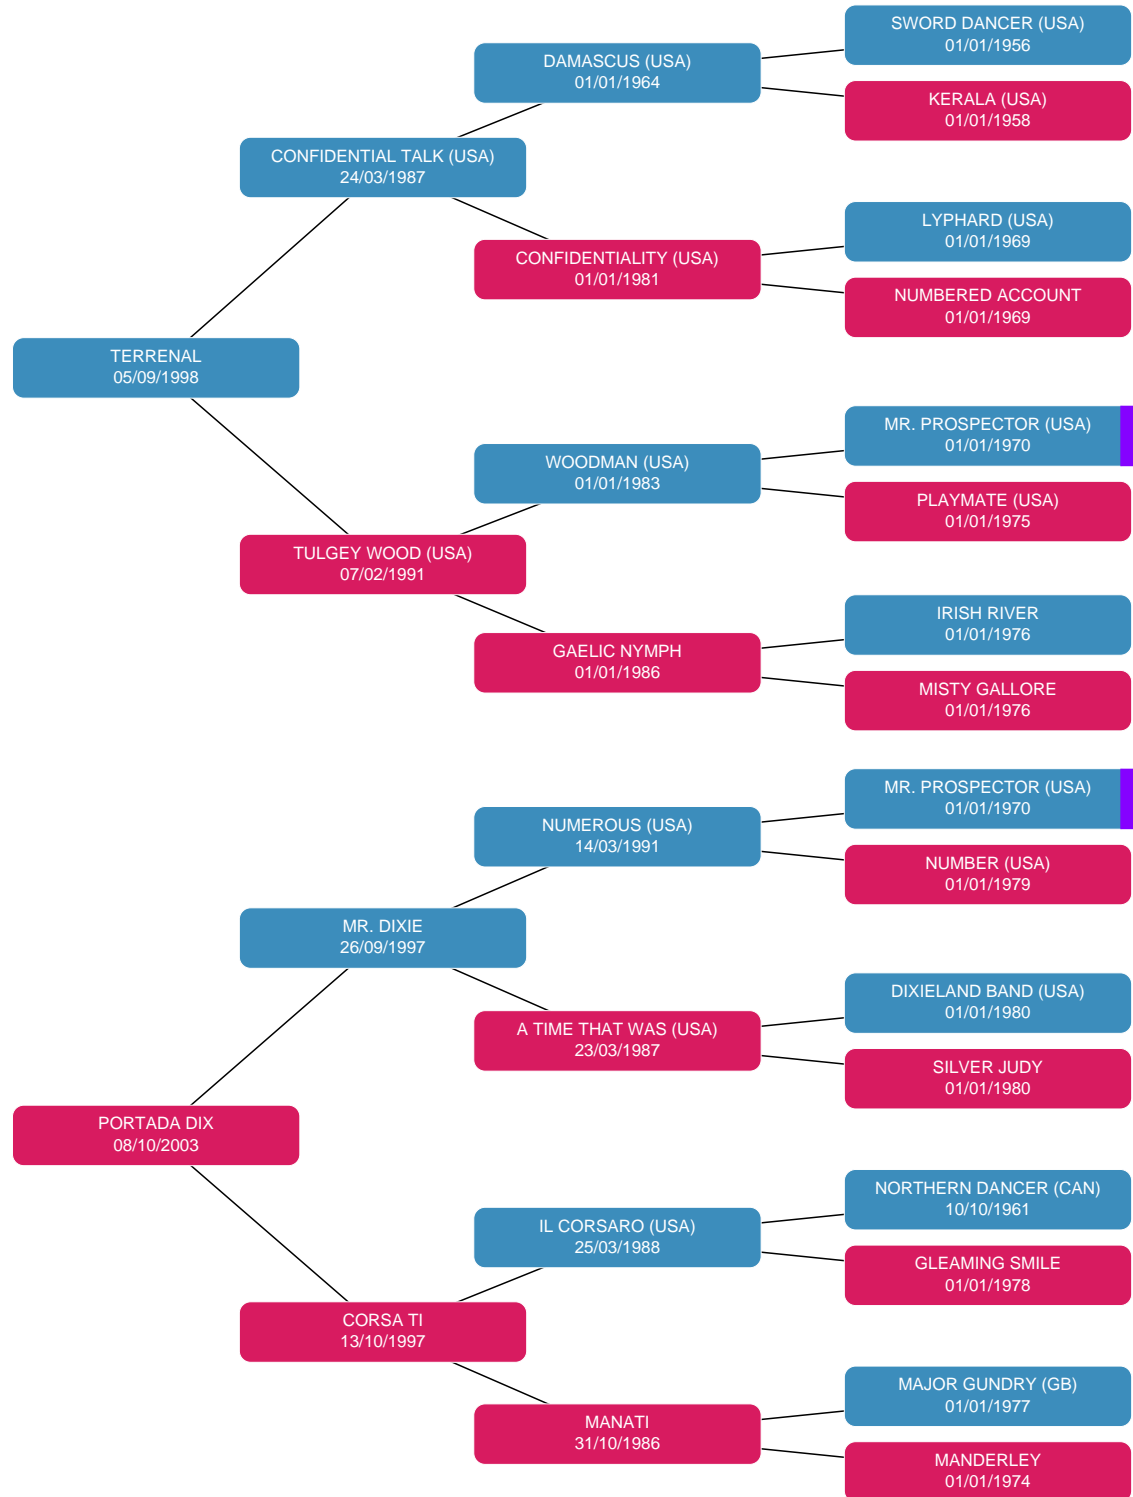 SWORD DANCER (USA)
01/01/1956
DAMASCUS (USA)
01/01/1964
KERALA (USA)
01/01/1958
CONFIDENTIAL TALK (USA)
24/03/1987
LYPHARD (USA)
01/01/1969
CONFIDENTIALITY (USA)
01/01/1981
NUMBERED ACCOUNT
01/01/1969
TERRENAL
05/09/1998
MR. PROSPECTOR (USA)
01/01/1970
WOODMAN (USA)
01/01/1983
PLAYMATE (USA)
01/01/1975
TULGEY WOOD (USA)
07/02/1991
IRISH RIVER
01/01/1976
GAELIC NYMPH
01/01/1986
MISTY GALLORE
01/01/1976
MR. PROSPECTOR (USA)
01/01/1970
NUMEROUS (USA)
14/03/1991
NUMBER (USA)
01/01/1979
MR. DIXIE
26/09/1997
DIXIELAND BAND (USA)
01/01/1980
A TIME THAT WAS (USA)
23/03/1987
SILVER JUDY
01/01/1980
PORTADA DIX
08/10/2003
NORTHERN DANCER (CAN)
10/10/1961
IL CORSARO (USA)
25/03/1988
GLEAMING SMILE
01/01/1978
CORSA TI
13/10/1997
MAJOR GUNDRY (GB)
01/01/1977
MANATI
31/10/1986
MANDERLEY
01/01/1974